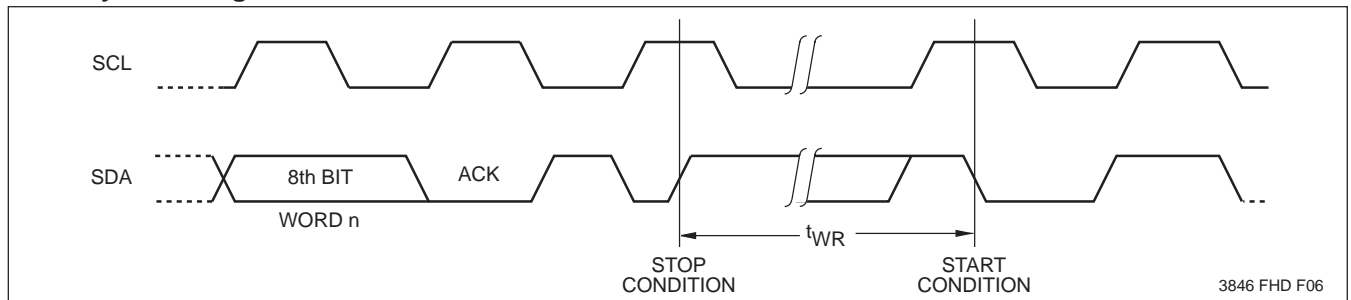 SCL
SDA
8th BIT
ACK
WORD n
tWR
STOP
CONDITION
START
CONDITION
3846 FHD F06